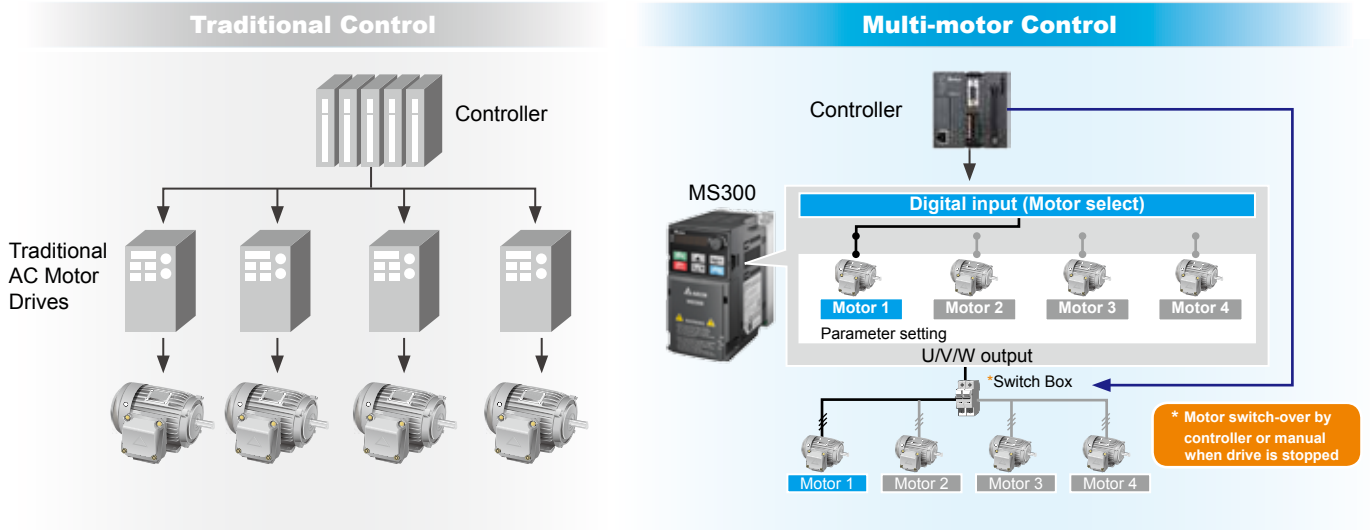 Traditional Control
Controller
Traditional
AC Motor
Drives
Multi-motor Control
Controller
MS300
Digital input (Motor select)
Motor 1
Motor 2
Motor 3
Motor 4
Parameter setting
U/V/W output
*Switch Box
Motor 1
Motor 2
Motor 3
Motor 4
* Motor switch-over by
controller or manual
when drive is stopped